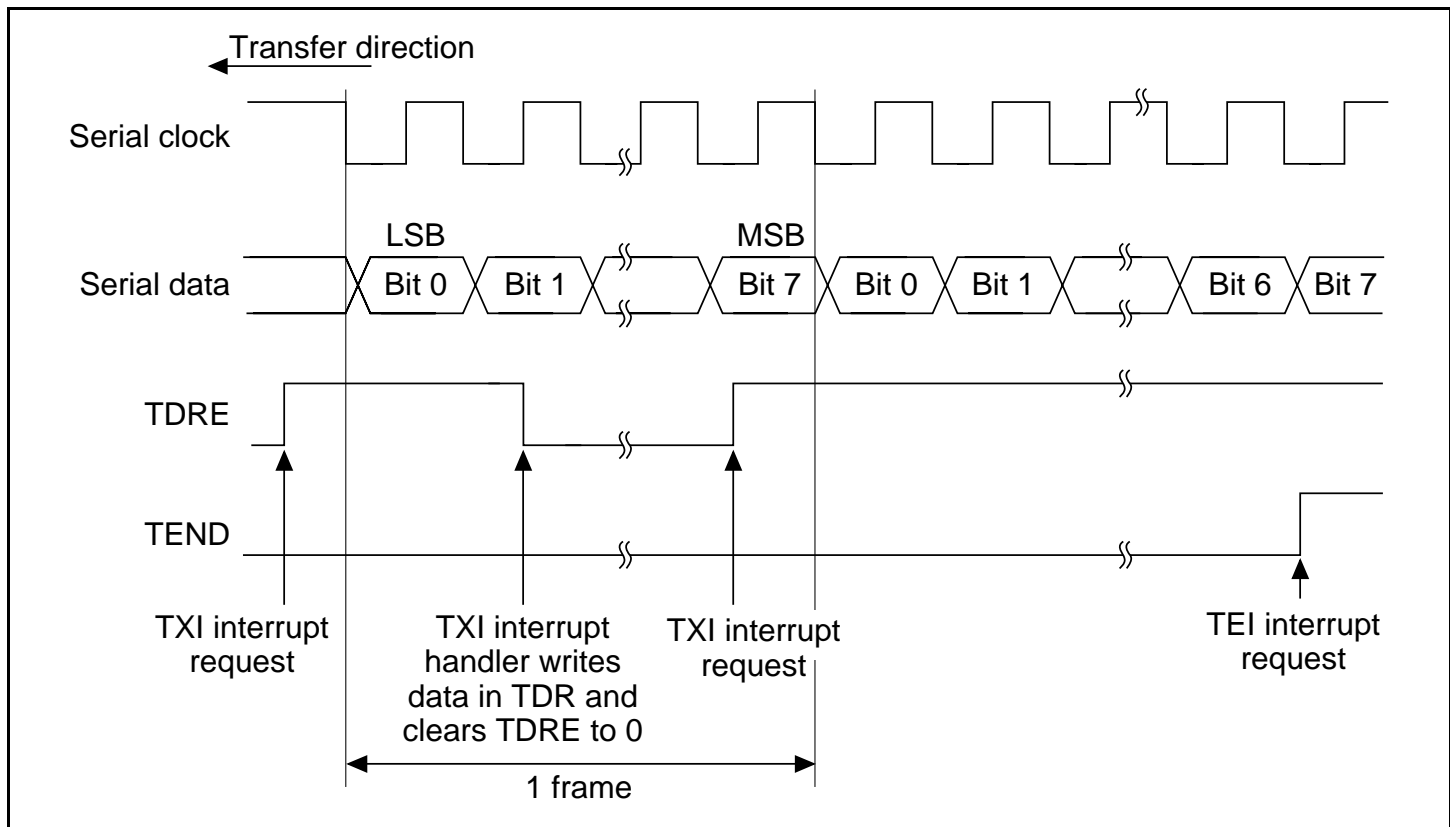 Transfer direction
Serial clock
LSB
MSB
Serial data
Bit 0
Bit 1
Bit 7
Bit 0
Bit 1
Bit 6
Bit 7
TDRE
TEND
TXI interrupt
request
TXI interrupt
handler writes
data in TDR and
clears TDRE to 0
TXI interrupt
request
TEI interrupt
request
1 frame